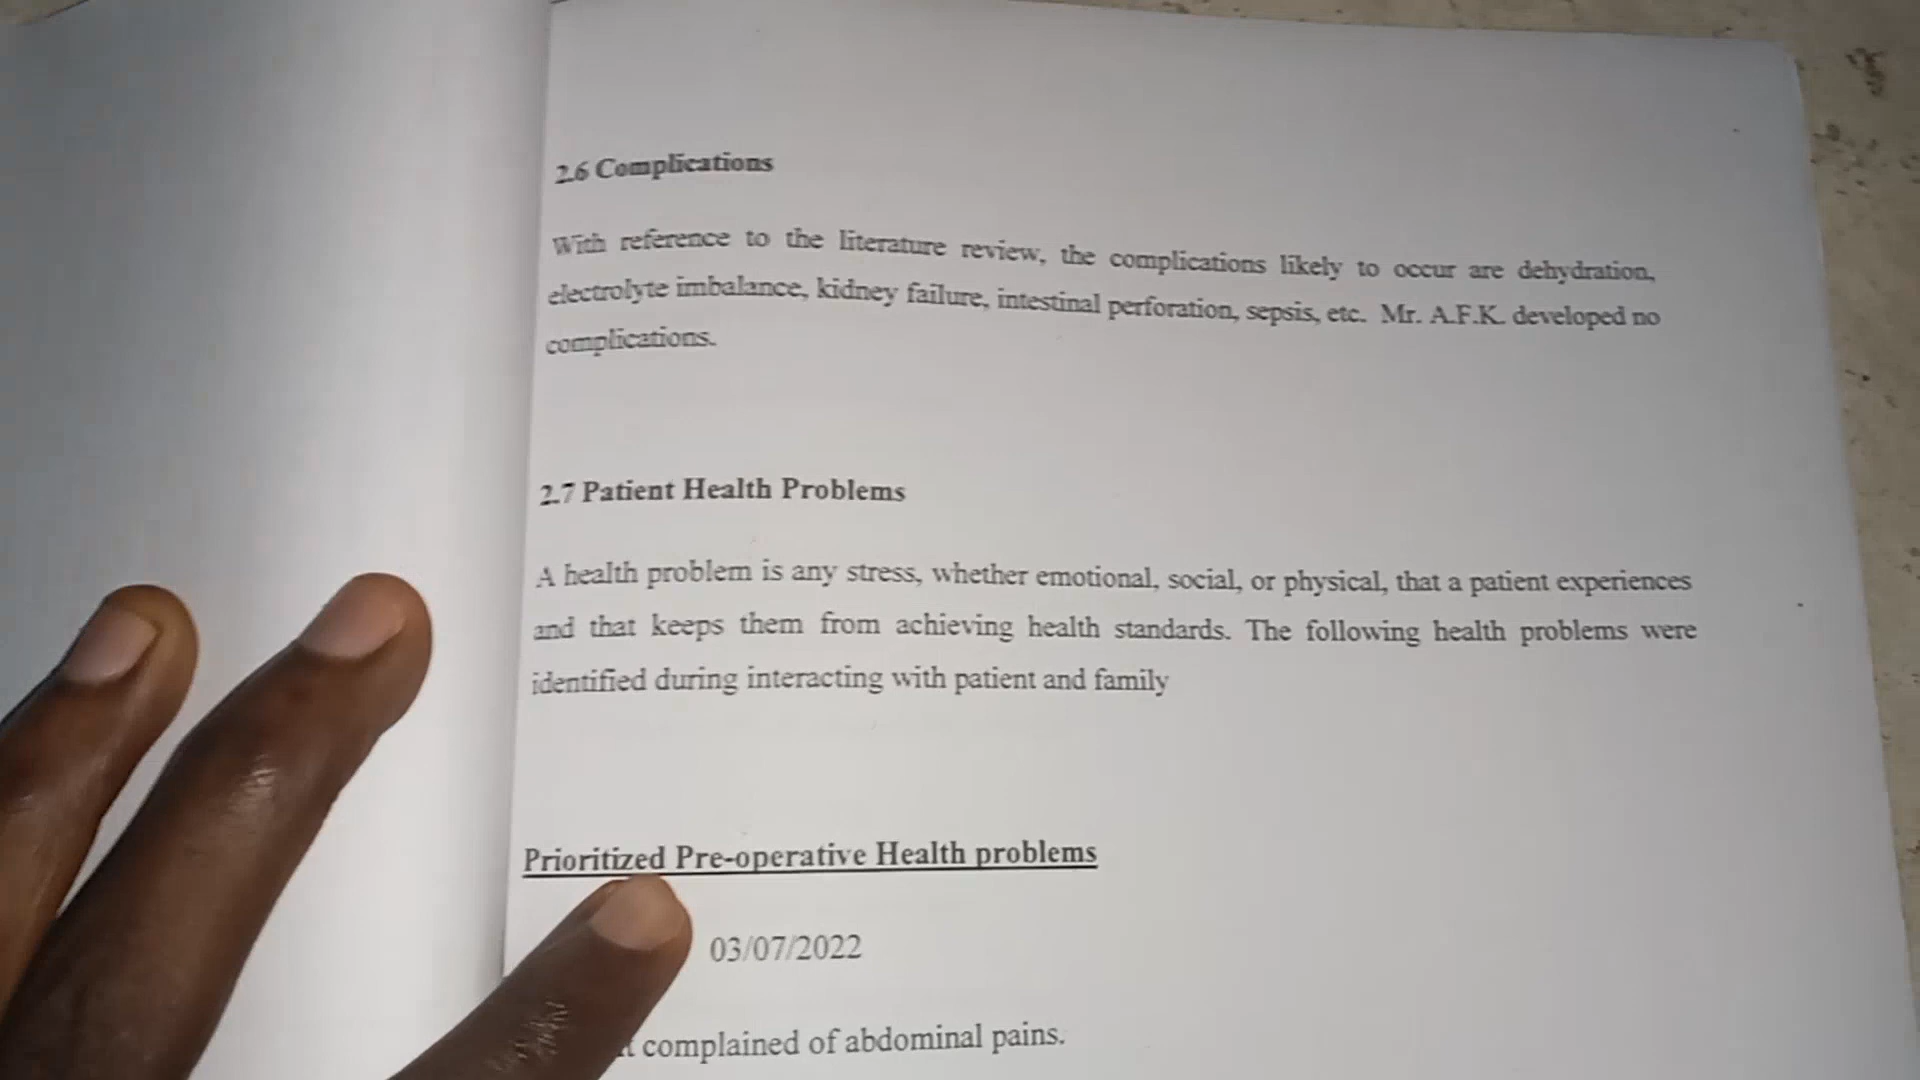 2.6 Complications
With reference to the literature review, the complications likely to occur are dehydration,
electrolyte imbalance, kidney failure, intestinal perforation, sepsis, etc. Mr. A.F.K. developed no
complications.
2.7 Patient Health Problems
A health problem is any stress, whether emotional, social, or physical, that a patient experiences
and that keeps them from achieving health standards. The following health problems were
identified during interacting with patient and family
Prioritized Pre-operative Health problems
03/07/2022
complained of abdominal pains.